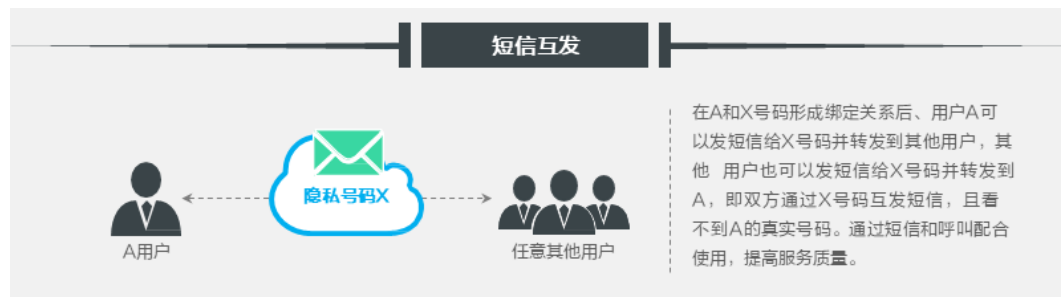 短信互发
隐私号码X
A用户
任意其他用户
在A和X号码形成绑定关系后、用户A可
以发短信给X号码并转发到其他用户，其
他 用户也可以发短信给X号码并转发到
A，即双方通过X号码互发短信，且看
不到A的真实号码。通过短信和呼叫配合
使用，提高服务质量。